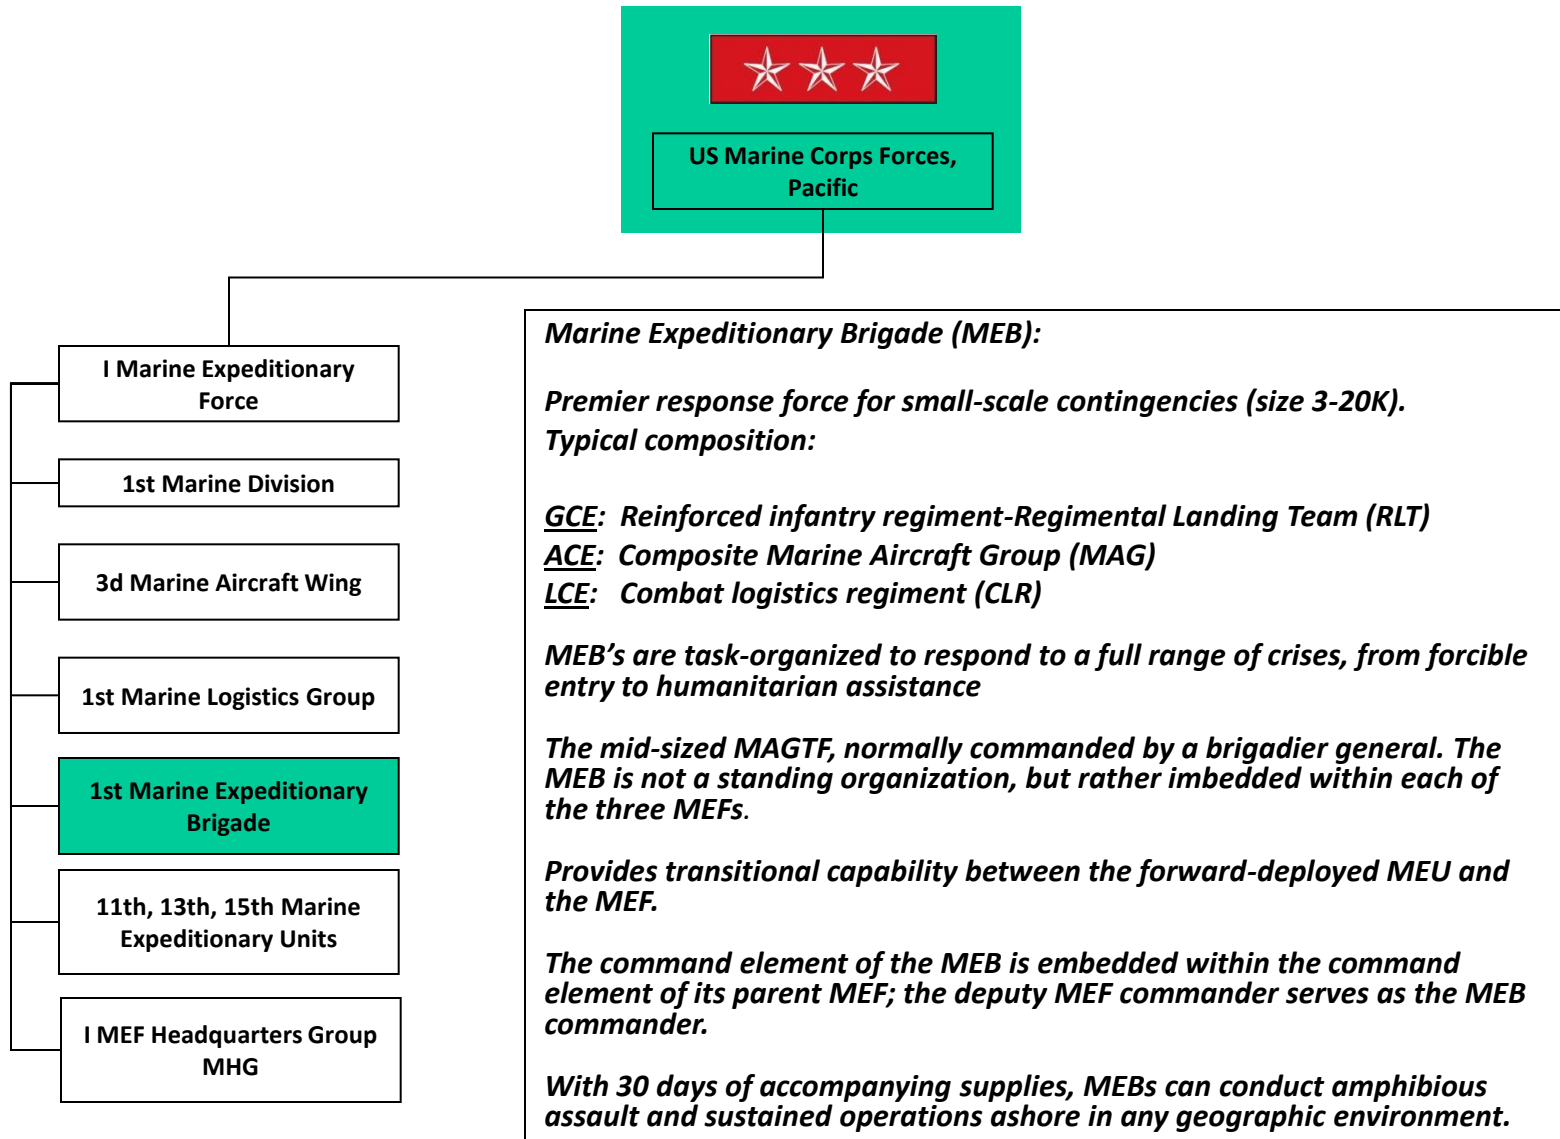 US Marine Corps Forces,
Pacific
I Marine Expeditionary
Force
1st Marine Division
3d Marine Aircraft Wing
1st Marine Logistics Group
1st Marine Expeditionary
Brigade
11th, 13th, 15th Marine
Expeditionary Units
I MEF Headquarters Group
MHG
Marine Expeditionary Brigade (MEB):
Premier response force for small-scale contingencies (size 3-20K).
Typical composition:
GCE: Reinforced infantry regiment-Regimental Landing Team (RLT)
ACE: Composite Marine Aircraft Group (MAG)
LCE: Combat logistics regiment (CLR)
MEB’s are task-organized to respond to a full range of crises, from forcible
entry to humanitarian assistance
The mid-sized MAGTF, normally commanded by a brigadier general. The
MEB is not a standing organization, but rather imbedded within each of
the three MEFs.
Provides transitional capability between the forward-deployed MEU and
the MEF.
The command element of the MEB is embedded within the command
element of its parent MEF; the deputy MEF commander serves as the MEB
commander.
With 30 days of accompanying supplies, MEBs can conduct amphibious
assault and sustained operations ashore in any geographic environment.